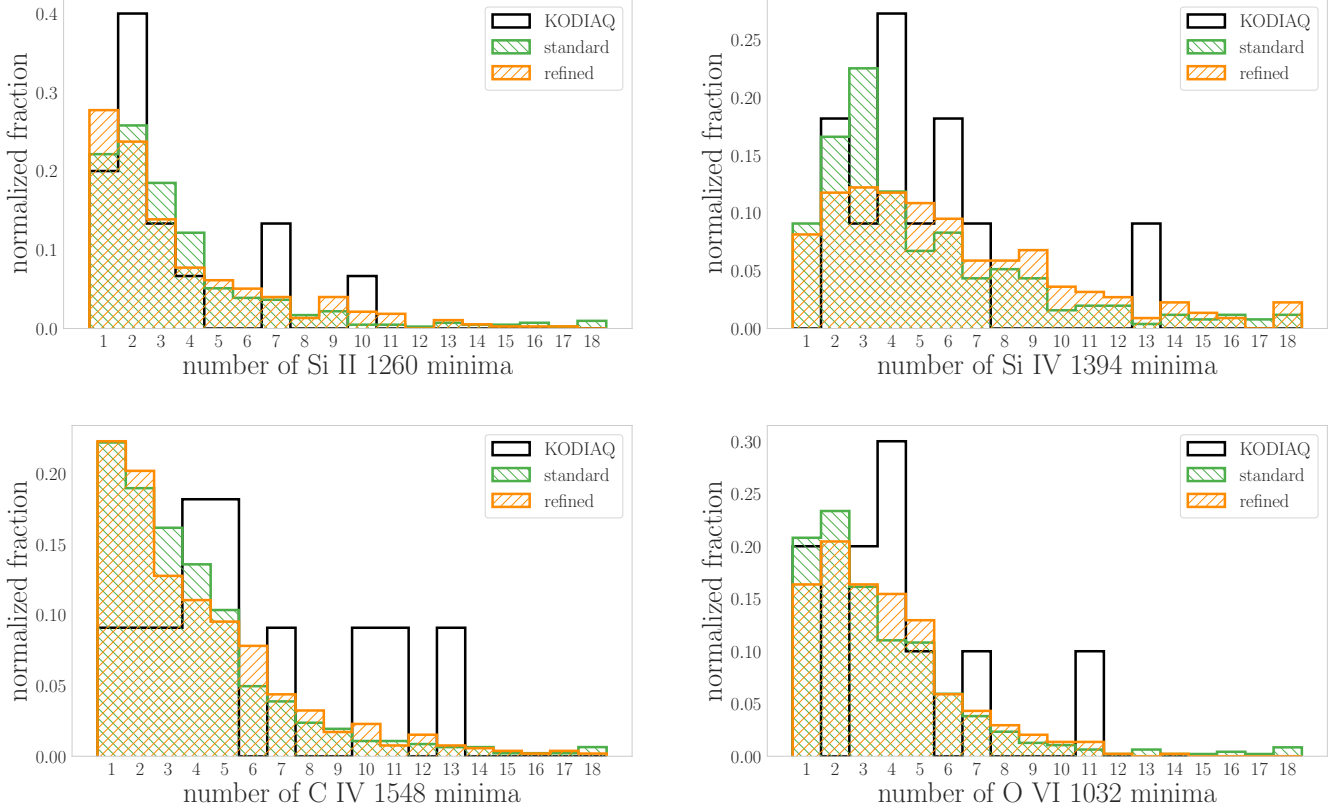 normalized fraction
0.4
0.3
0.2
0.1
0.0
KODIAQ
standard
refined
1 2 3 4 5 6 7 8 9 10 11 12 13 14 15 16 17 18
number of Si II 1260 minima
normalized fraction
0.25
0.20
0.15
0.10
0.05
0.00
KODIAQ
standard
refined
1 2 3 4 5 6 7 8 9 10 11 12 13 14 15 16 17 18
number of Si IV 1394 minima
normalized fraction
0.20
0.15
0.10
0.05
0.00
KODIAQ
standard
refined
1 2 3 4 5 6 7 8 9 10 11 12 13 14 15 16 17 18
number of C IV 1548 minima
normalized fraction
0.30
0.25
0.20
0.15
0.10
0.05
0.00
KODIAQ
standard
refined
1 2 3 4 5 6 7 8 9 10 11 12 13 14 15 16 17 18
number of O VI 1032 minima